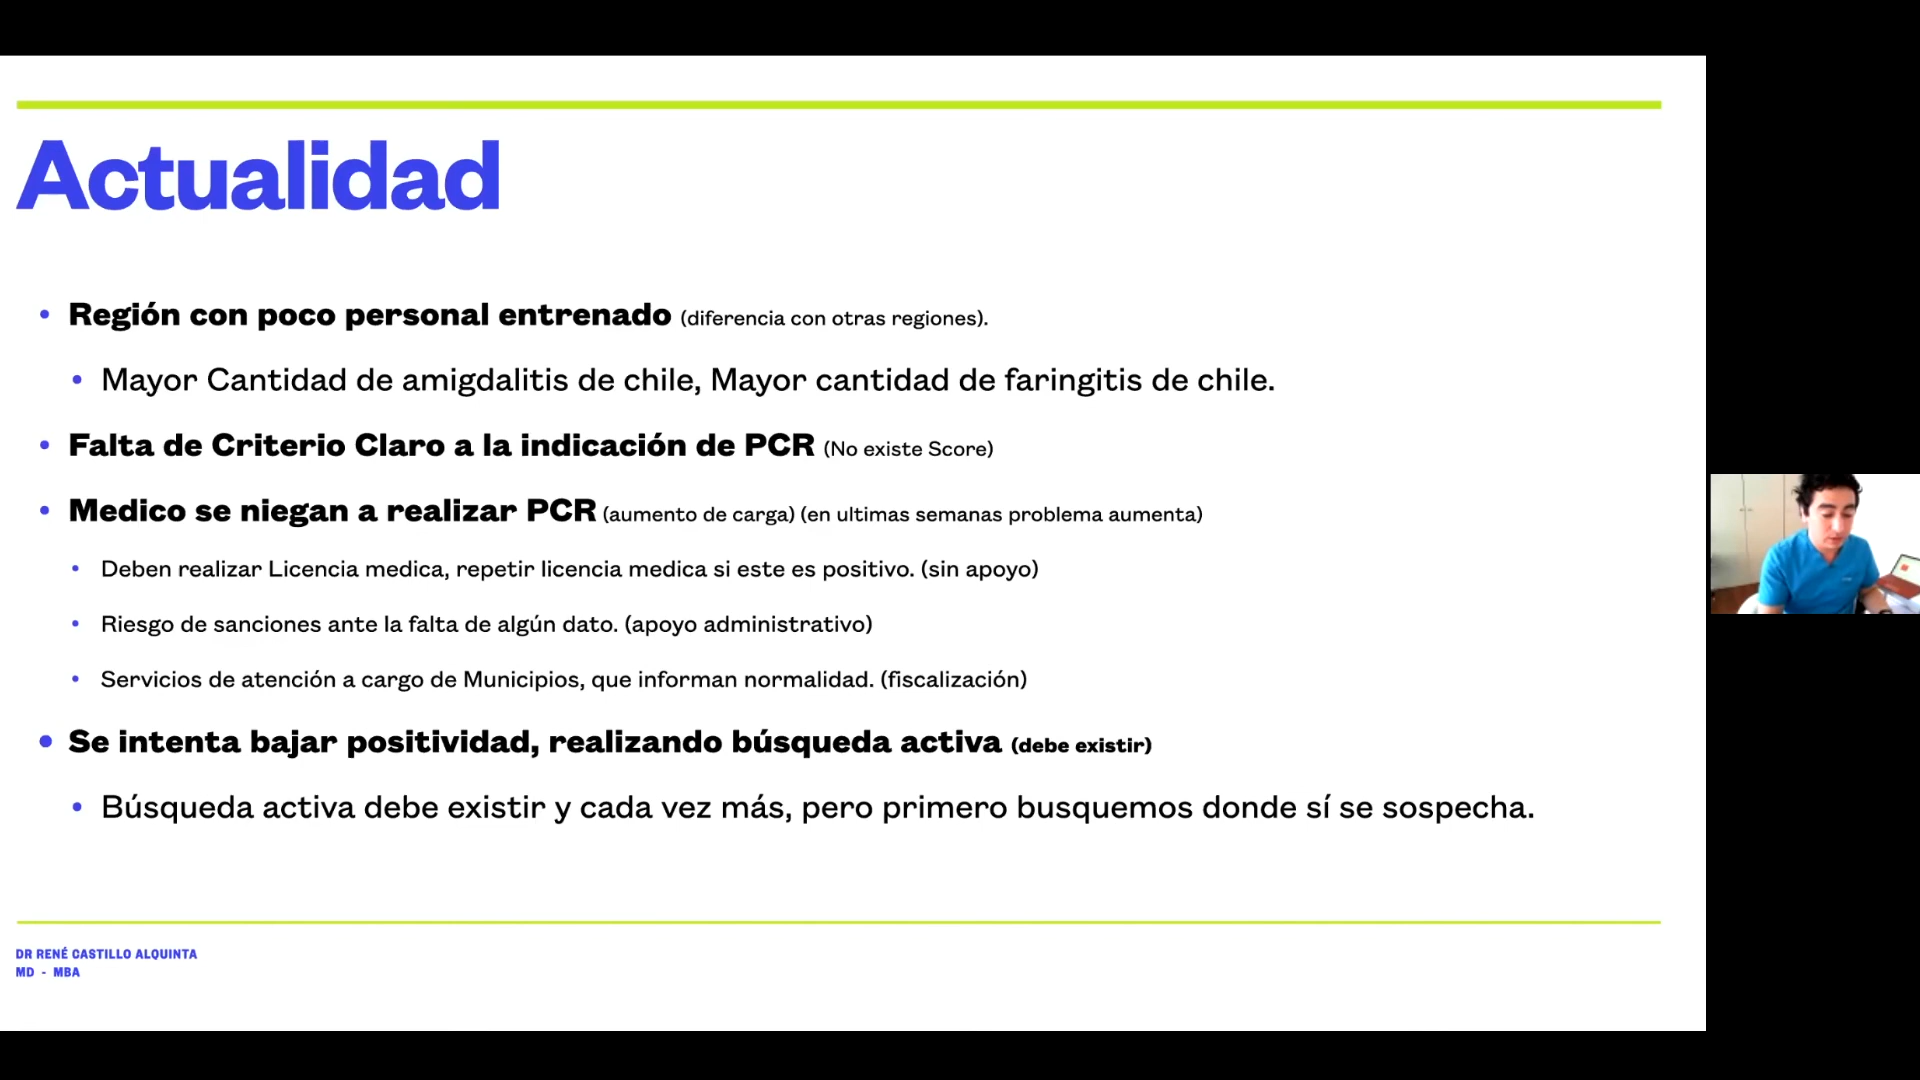 Actualidad
• Región con poco personal entrenado (diferencia con otras regiones).
• Mayor Cantidad de amigdalitis de chile, Mayor cantidad de faringitis de chile.
• Falta de Criterio Claro a la indicación de PCR (No existe Score)
• Medico se niegan a realizar PCR (aumento de carga) (en ultimas semanas problema aumenta)
• Deben realizar Licencia medica, repetir licencia medica si este es positivo. (sin apoyo)
• Riesgo de sanciones ante la falta de algún dato. (apoyo administrativo)
• Servicios de atención a cargo de Municipios, que informan normalidad. (fiscalización)
• Se intenta bajar positividad, realizando búsqueda activa (debe existir)
• Búsqueda activa debe existir y cada vez más, pero primero busquemos donde sí se sospecha.
DR RENÉ CASTILLO ALQUINTA
MD - MBA